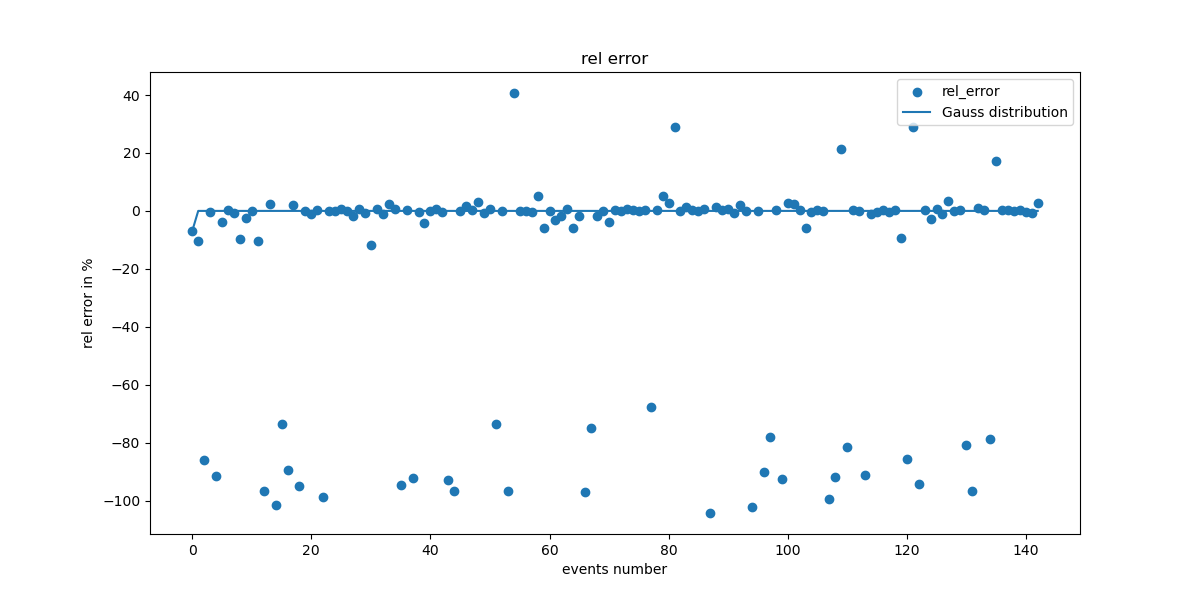 rel error
rel_error
Gauss distribution
40
20
0
−20
−40
−60
−80
−100
rel error in %
0 20 40 60 80 100 120 140
events number